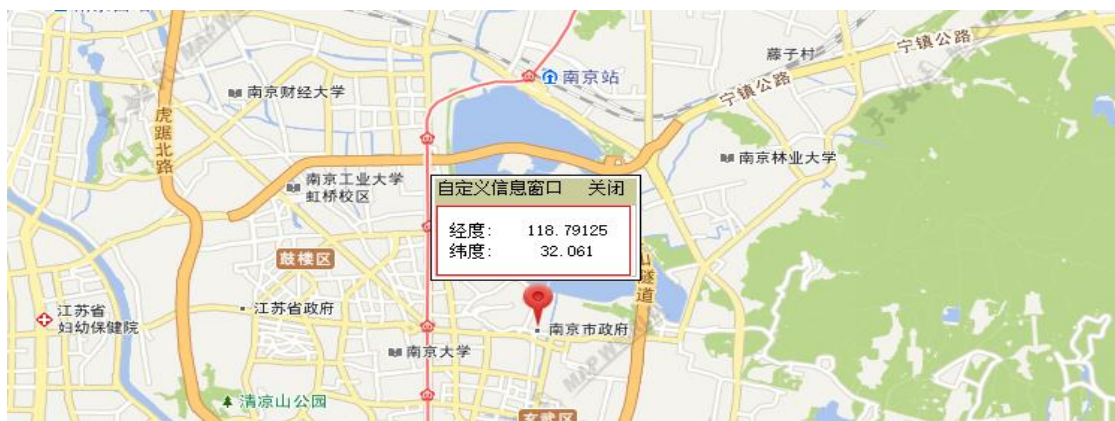 藤子村
宁镇公路
南京站
南京财经大学
宁镇公路
虎踞北路
南京林业大学
南京工业大学
虹桥校区
自定义信息窗口 关闭
经度: 118.79125
纬度: 32.061
鼓楼区
山隧道
江苏省
妇幼保健院
江苏省政府
南京市政府
南京大学
清凉山公园
玄武区